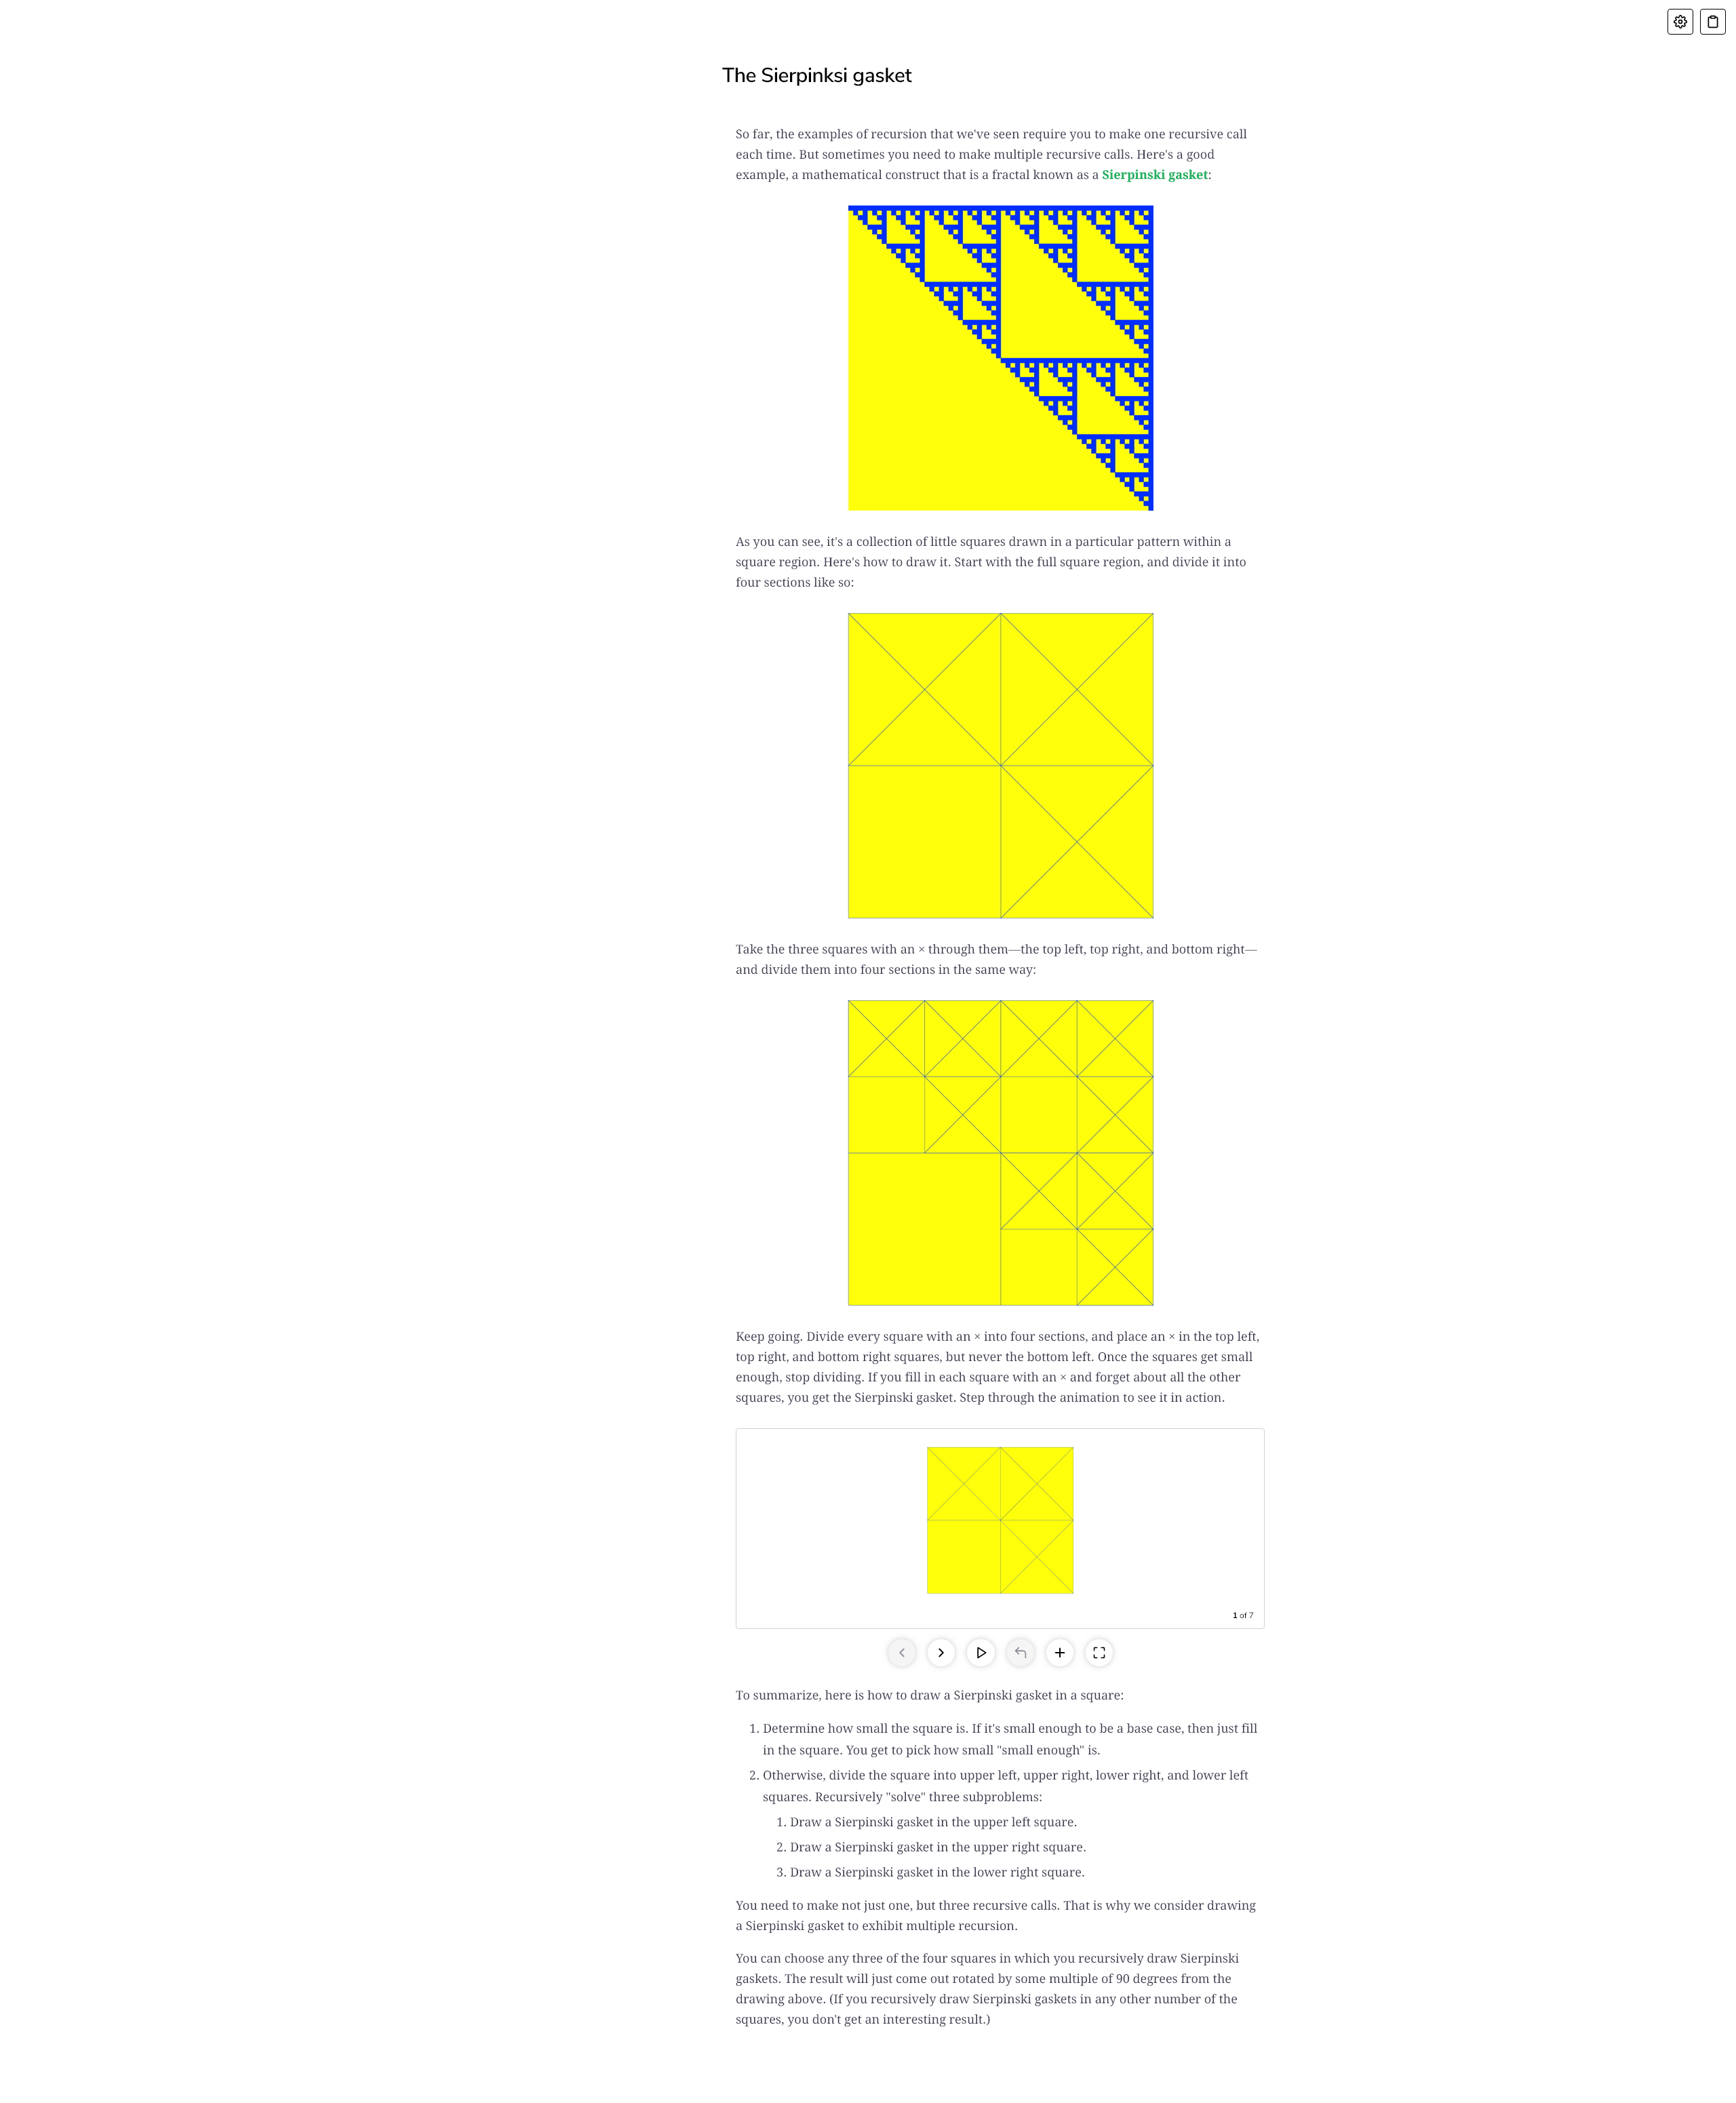 The Sierpinksi gasket
So far, the examples of recursion that we've seen require you to make one recursive call
each time. But sometimes you need to make multiple recursive calls. Here's a good
example, a mathematical construct that is a fractal known as a Sierpinski gasket:
As you can see, it's a collection of little squares drawn in a particular pattern within a
square region. Here's how to draw it. Start with the full square region, and divide it into
four sections like so:
Take the three squares with an × through them—the top left, top right, and bottom right—
and divide them into four sections in the same way:
Keep going. Divide every square with an × into four sections, and place an × in the top left,
top right, and bottom right squares, but never the bottom left. Once the squares get small
enough, stop dividing. If you fill in each square with an × and forget about all the other
squares, you get the Sierpinski gasket. Step through the animation to see it in action.
1 of 7
To summarize, here is how to draw a Sierpinski gasket in a square:
1. Determine how small the square is. If it's small enough to be a base case, then just fill
in the square. You get to pick how small "small enough" is.
2. Otherwise, divide the square into upper left, upper right, lower right, and lower left
squares. Recursively "solve" three subproblems:
1. Draw a Sierpinski gasket in the upper left square.
2. Draw a Sierpinski gasket in the upper right square.
3. Draw a Sierpinski gasket in the lower right square.
You need to make not just one, but three recursive calls. That is why we consider drawing
a Sierpinski gasket to exhibit multiple recursion.
You can choose any three of the four squares in which you recursively draw Sierpinski
gaskets. The result will just come out rotated by some multiple of 90 degrees from the
drawing above. (If you recursively draw Sierpinski gaskets in any other number of the
squares, you don't get an interesting result.)